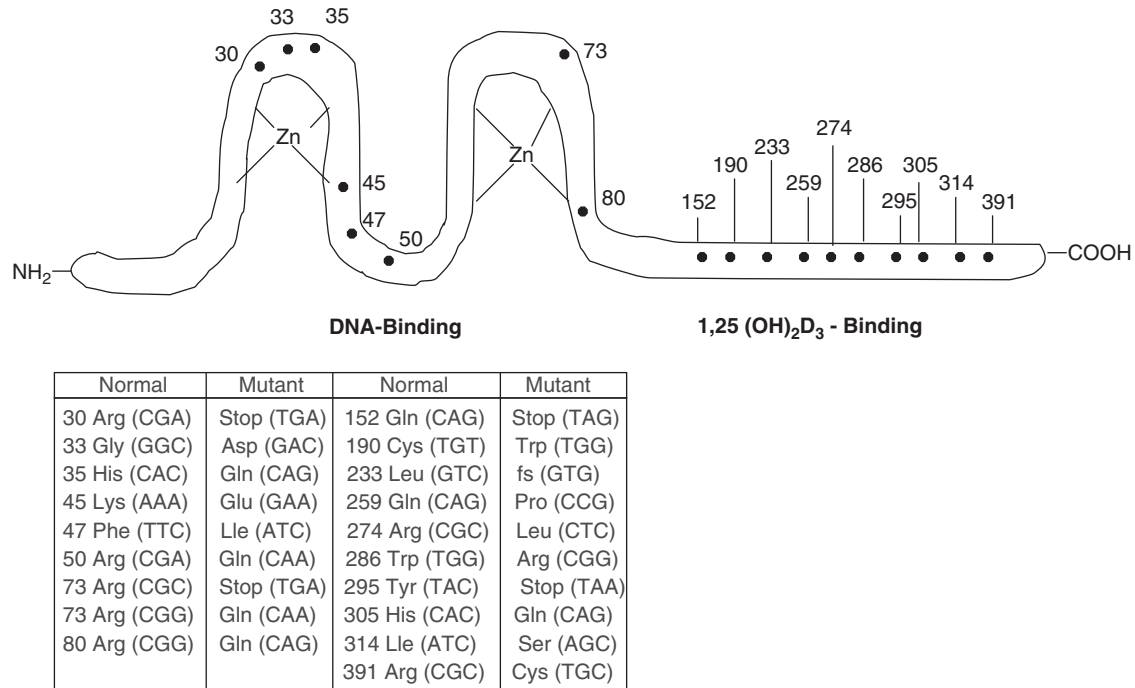 33 35
30
73
Zn
Zn
45
47
50
80
274
233 286 305
190 259 314
152 295 391
NH2 COOH
DNA-Binding 1,25 (OH)2D3 - Binding
Normal Mutant Normal Mutant
30 Arg (CGA) Stop (TGA) 152 Gln (CAG) Stop (TAG)
33 Gly (GGC) Asp (GAC) 190 Cys (TGT) Trp (TGG)
35 His (CAC) Gln (CAG) 233 Leu (GTC) fs (GTG)
45 Lys (AAA) Glu (GAA) 259 Gln (CAG) Pro (CCG)
47 Phe (TTC) Lle (ATC) 274 Arg (CGC) Leu (CTC)
50 Arg (CGA) Gln (CAA) 286 Trp (TGG) Arg (CGG)
73 Arg (CGC) Stop (TGA) 295 Tyr (TAC) Stop (TAA)
73 Arg (CGG) Gln (CAA) 305 His (CAC) Gln (CAG)
80 Arg (CGG) Gln (CAG) 314 Lle (ATC) Ser (AGC)
391 Arg (CGC) Cys (TGC)